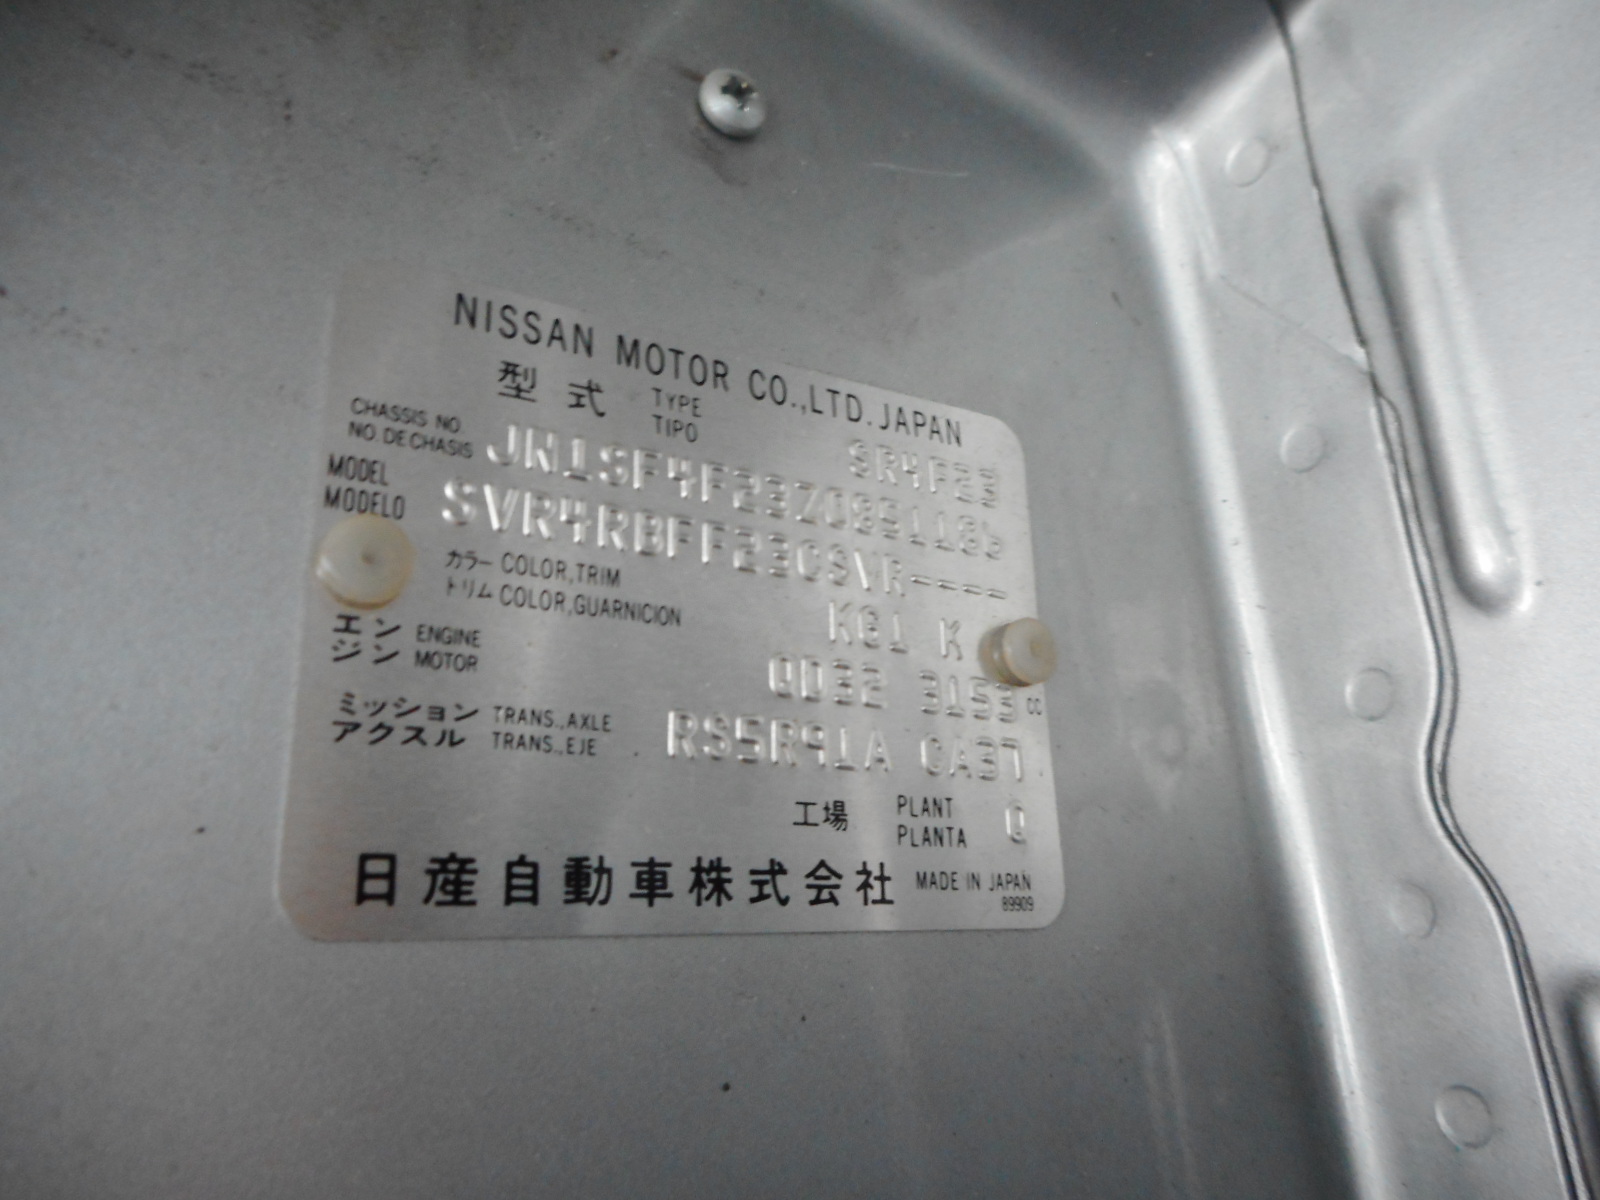 NISSAN MOTOR CO.,LTD. JAPAN
型式 TYPE
TIPO SR4F23
CHASSIS NO.
NO. DE CHASIS
MODEL
MODELO SVR4RBFF23CSVR----
カラー COLOR,TRIM
トリム COLOR,GUARNICION K
エン ENGINE
ジン MOTOR QD32 3153 CC
ミッション TRANS.,AXLE
アクスル TRANS.,EJE RS5R91A CA37
工場 PLANT
PLANTA
日産自動車株式会社 MADE IN JAPAN
89909